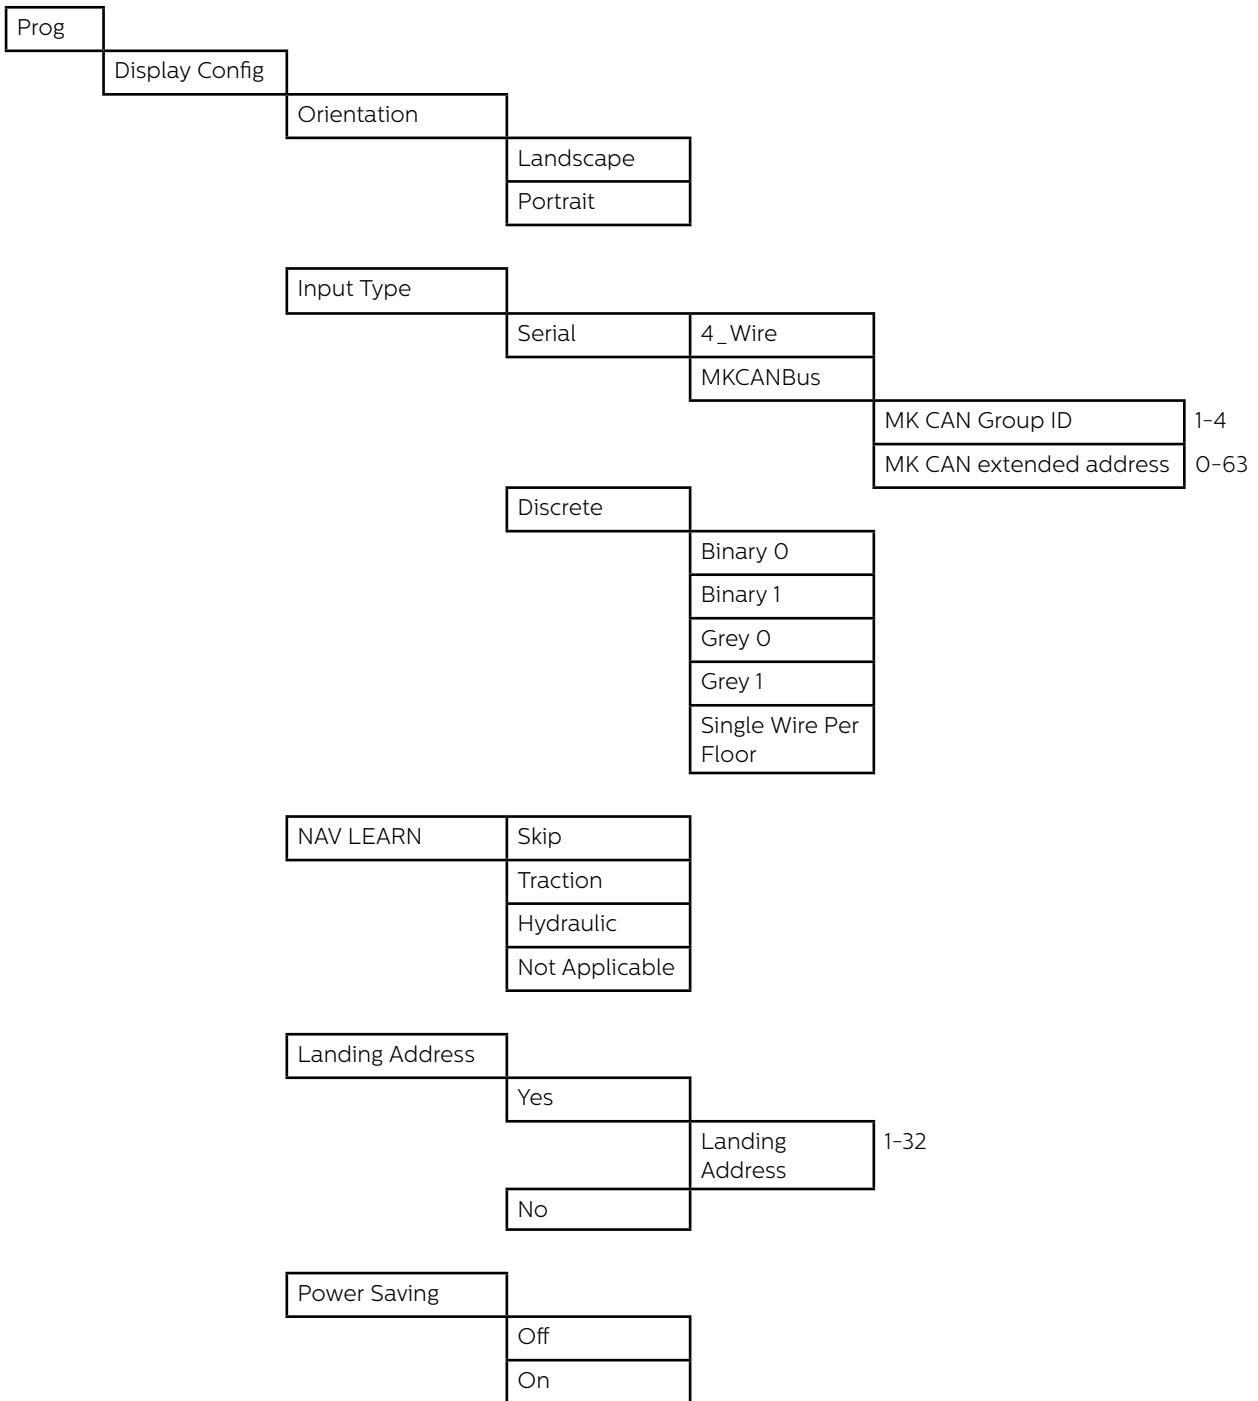 Prog
Display Config
Orientation
Landscape
Portrait
Input Type
Serial 4_Wire
MKCANBus
MK CAN Group ID 1-4
MK CAN extended address 0-63
Discrete
Binary 0
Binary 1
Grey 0
Grey 1
Single Wire Per
Floor
NAV LEARN Skip
Traction
Hydraulic
Not Applicable
Landing Address
Yes
Landing 1-32
Address
No
Power Saving
Off
On